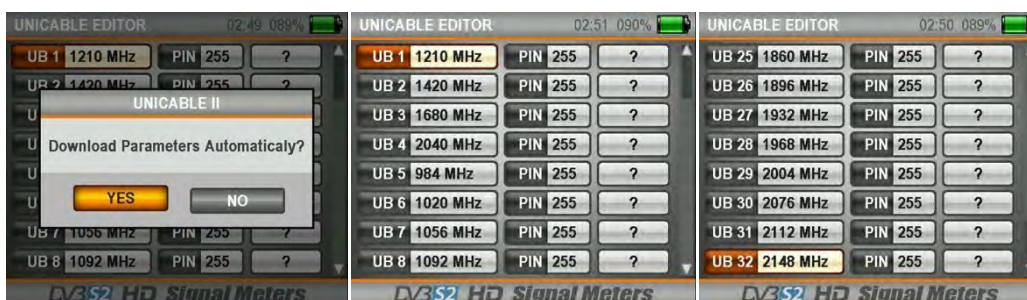 UNICABLE EDITOR 02:49 089%
UB 1 1210 MHz PIN 255 ?
UB 2 1420 MHz PIN 255 ?
UNICABLE II
Download Parameters Automaticaly?
YES NO
UB 7 1056 MHz PIN 255 ?
UB 8 1092 MHz PIN 255 ?
DVBS2 HD Signal Meters
UNICABLE EDITOR 02:51 090%
UB 1 1210 MHz PIN 255 ?
UB 2 1420 MHz PIN 255 ?
UB 3 1680 MHz PIN 255 ?
UB 4 2040 MHz PIN 255 ?
UB 5 984 MHz PIN 255 ?
UB 6 1020 MHz PIN 255 ?
UB 7 1056 MHz PIN 255 ?
UB 8 1092 MHz PIN 255 ?
DVBS2 HD Signal Meters
UNICABLE EDITOR 02:50 089%
UB 25 1860 MHz PIN 255 ?
UB 26 1896 MHz PIN 255 ?
UB 27 1932 MHz PIN 255 ?
UB 28 1968 MHz PIN 255 ?
UB 29 2004 MHz PIN 255 ?
UB 30 2076 MHz PIN 255 ?
UB 31 2112 MHz PIN 255 ?
UB 32 2148 MHz PIN 255 ?
DVBS2 HD Signal Meters